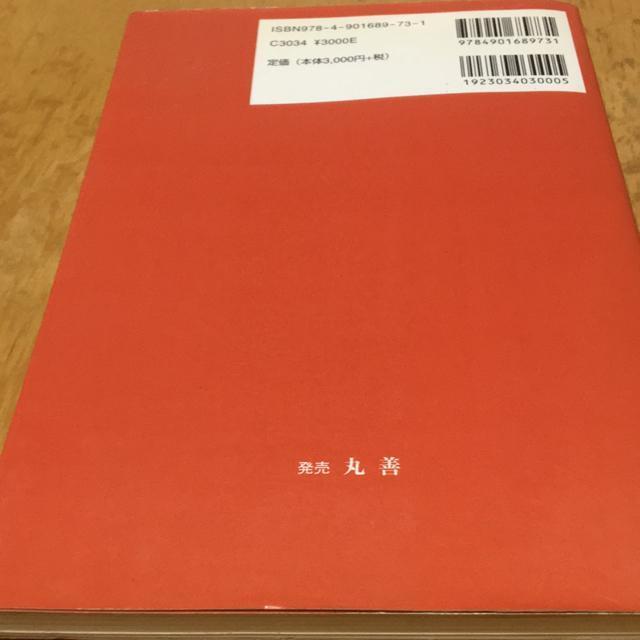 ISBN978-4-901689-73-1
C3034 ¥3000E
定価（本体3,000円+税）
9784901689731
1923034030005
発売 丸善